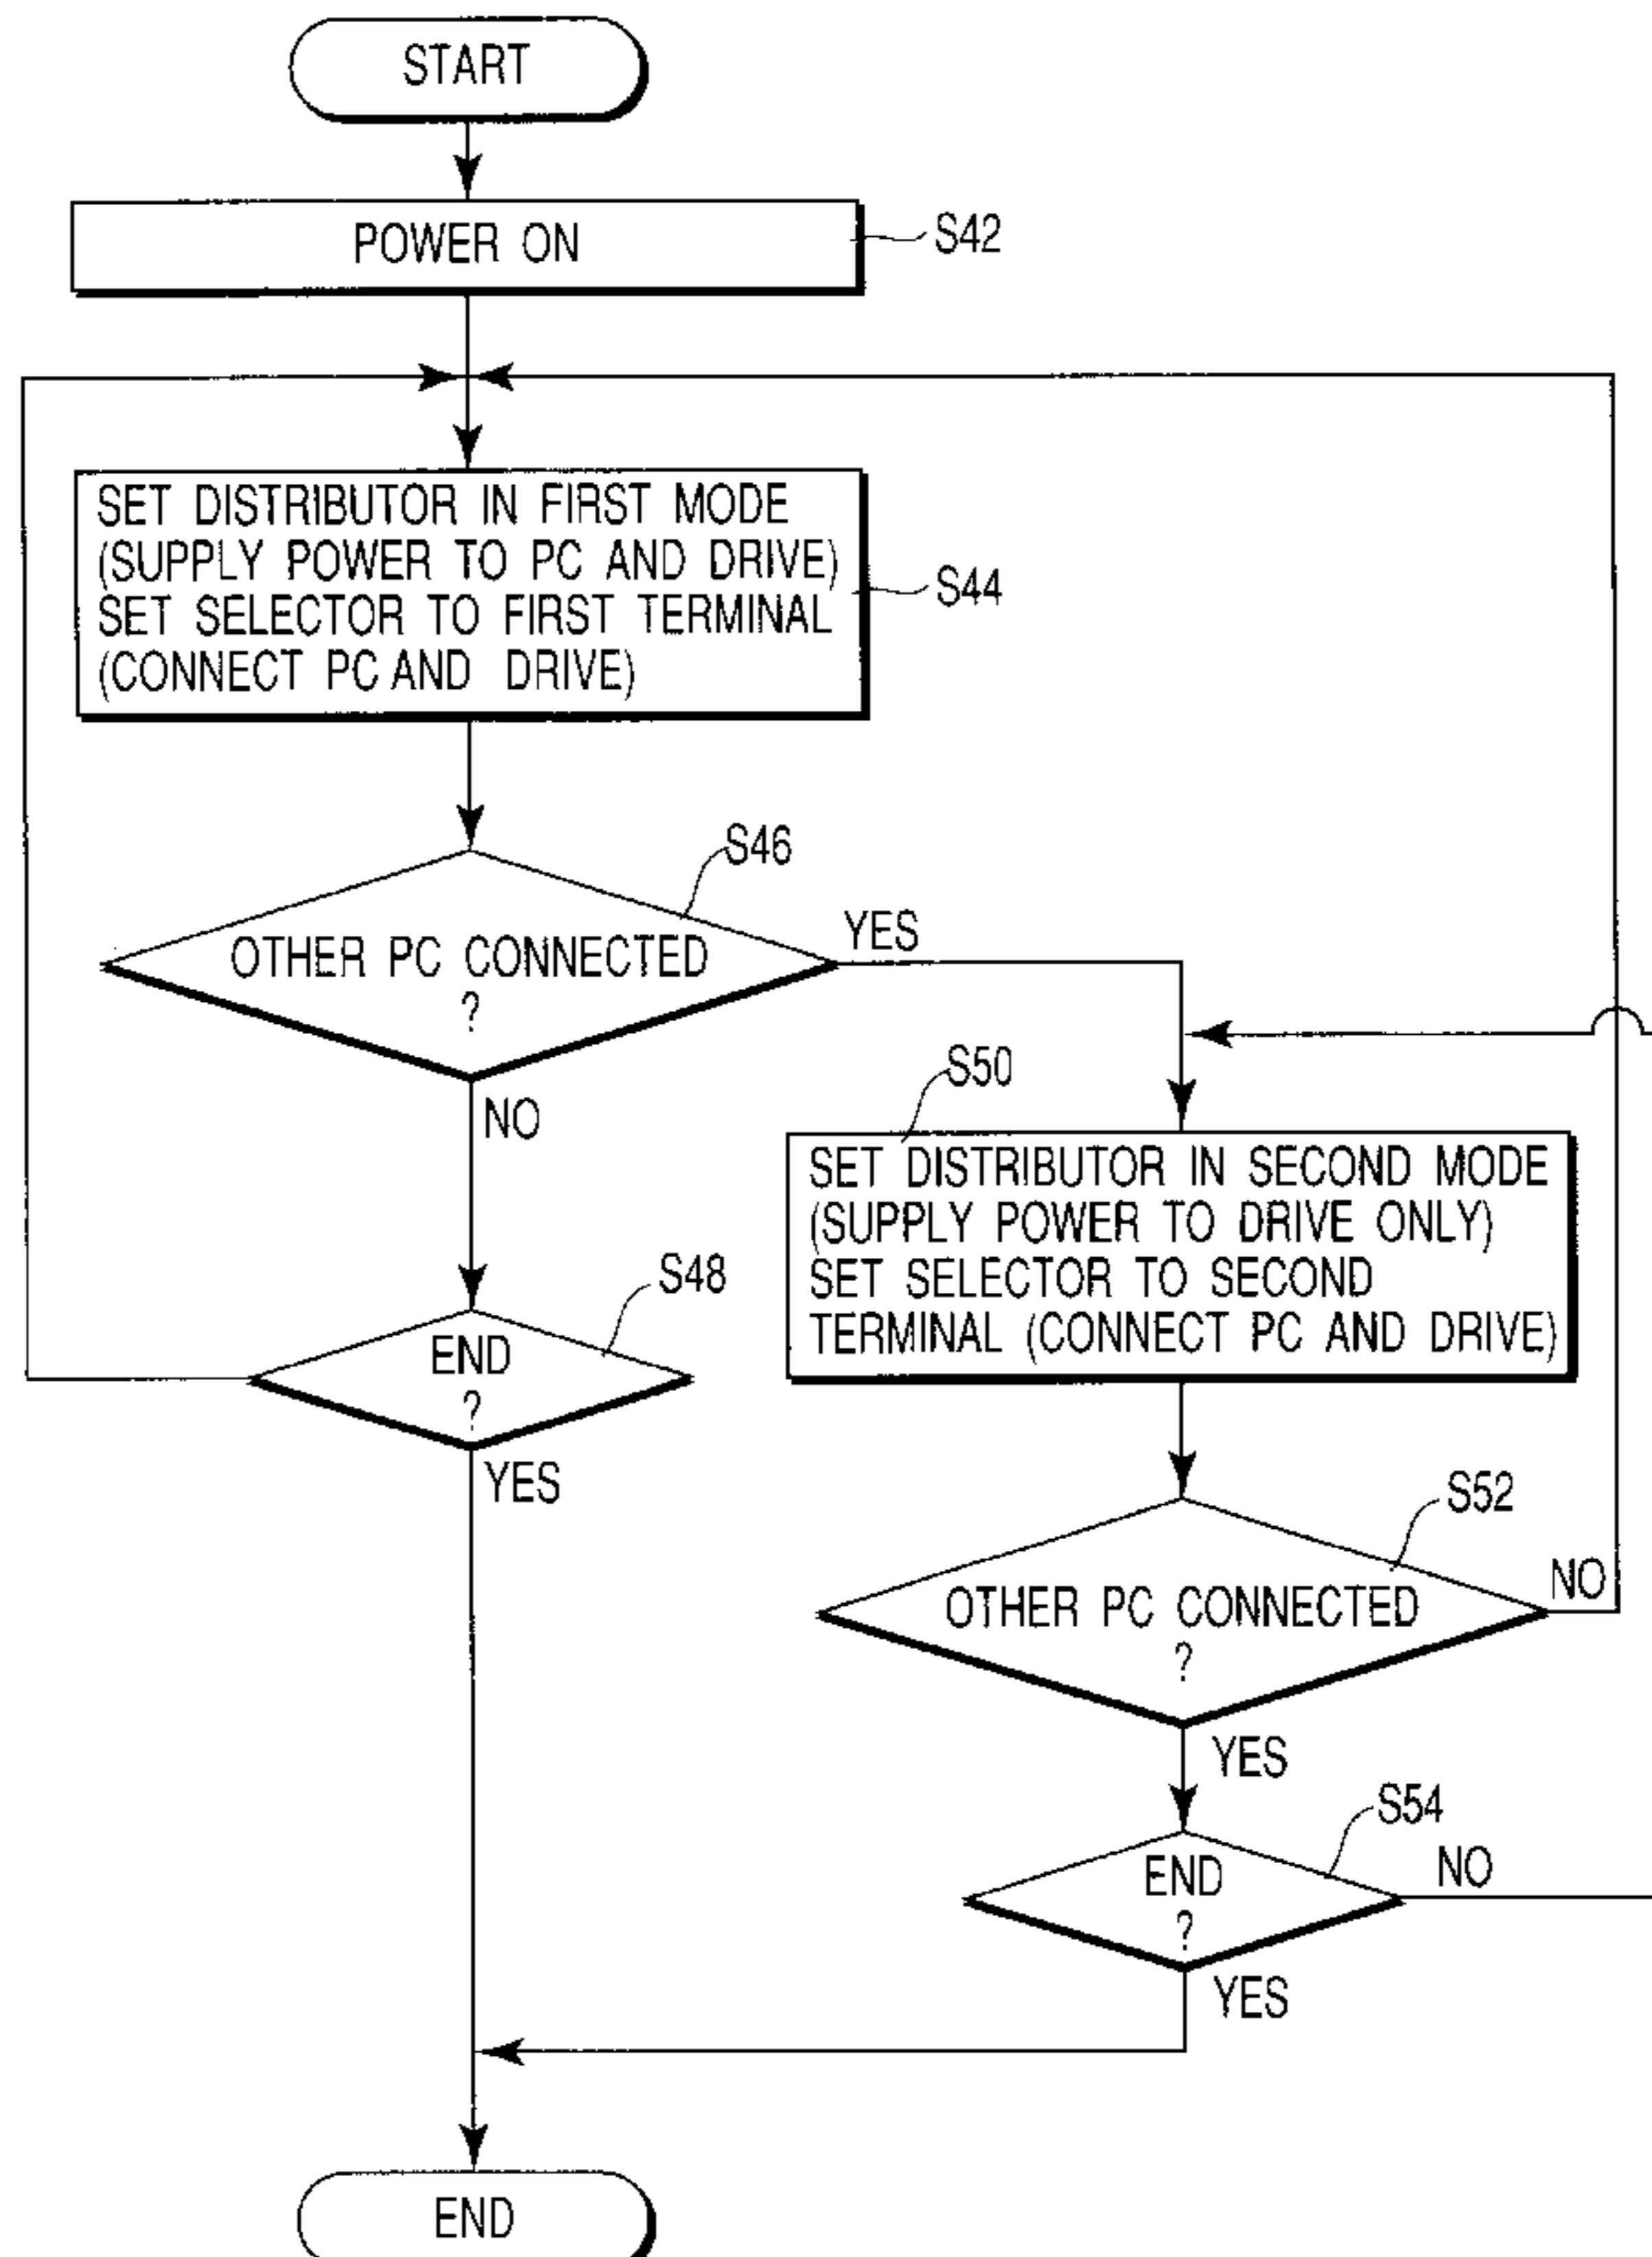 START
POWER ON
S42
SET DISTRIBUTOR IN FIRST MODE
(SUPPLY POWER TO PC AND DRIVE)
SET SELECTOR TO FIRST TERMINAL
(CONNECT PC AND DRIVE)
S44
S46
OTHER PC CONNECTED
?
YES
NO
S50
SET DISTRIBUTOR IN SECOND MODE
(SUPPLY POWER TO DRIVE ONLY)
SET SELECTOR TO SECOND
TERMINAL (CONNECT PC AND DRIVE)
S48
END
?
YES
S52
OTHER PC CONNECTED
?
NO
YES
S54
END
?
NO
YES
END